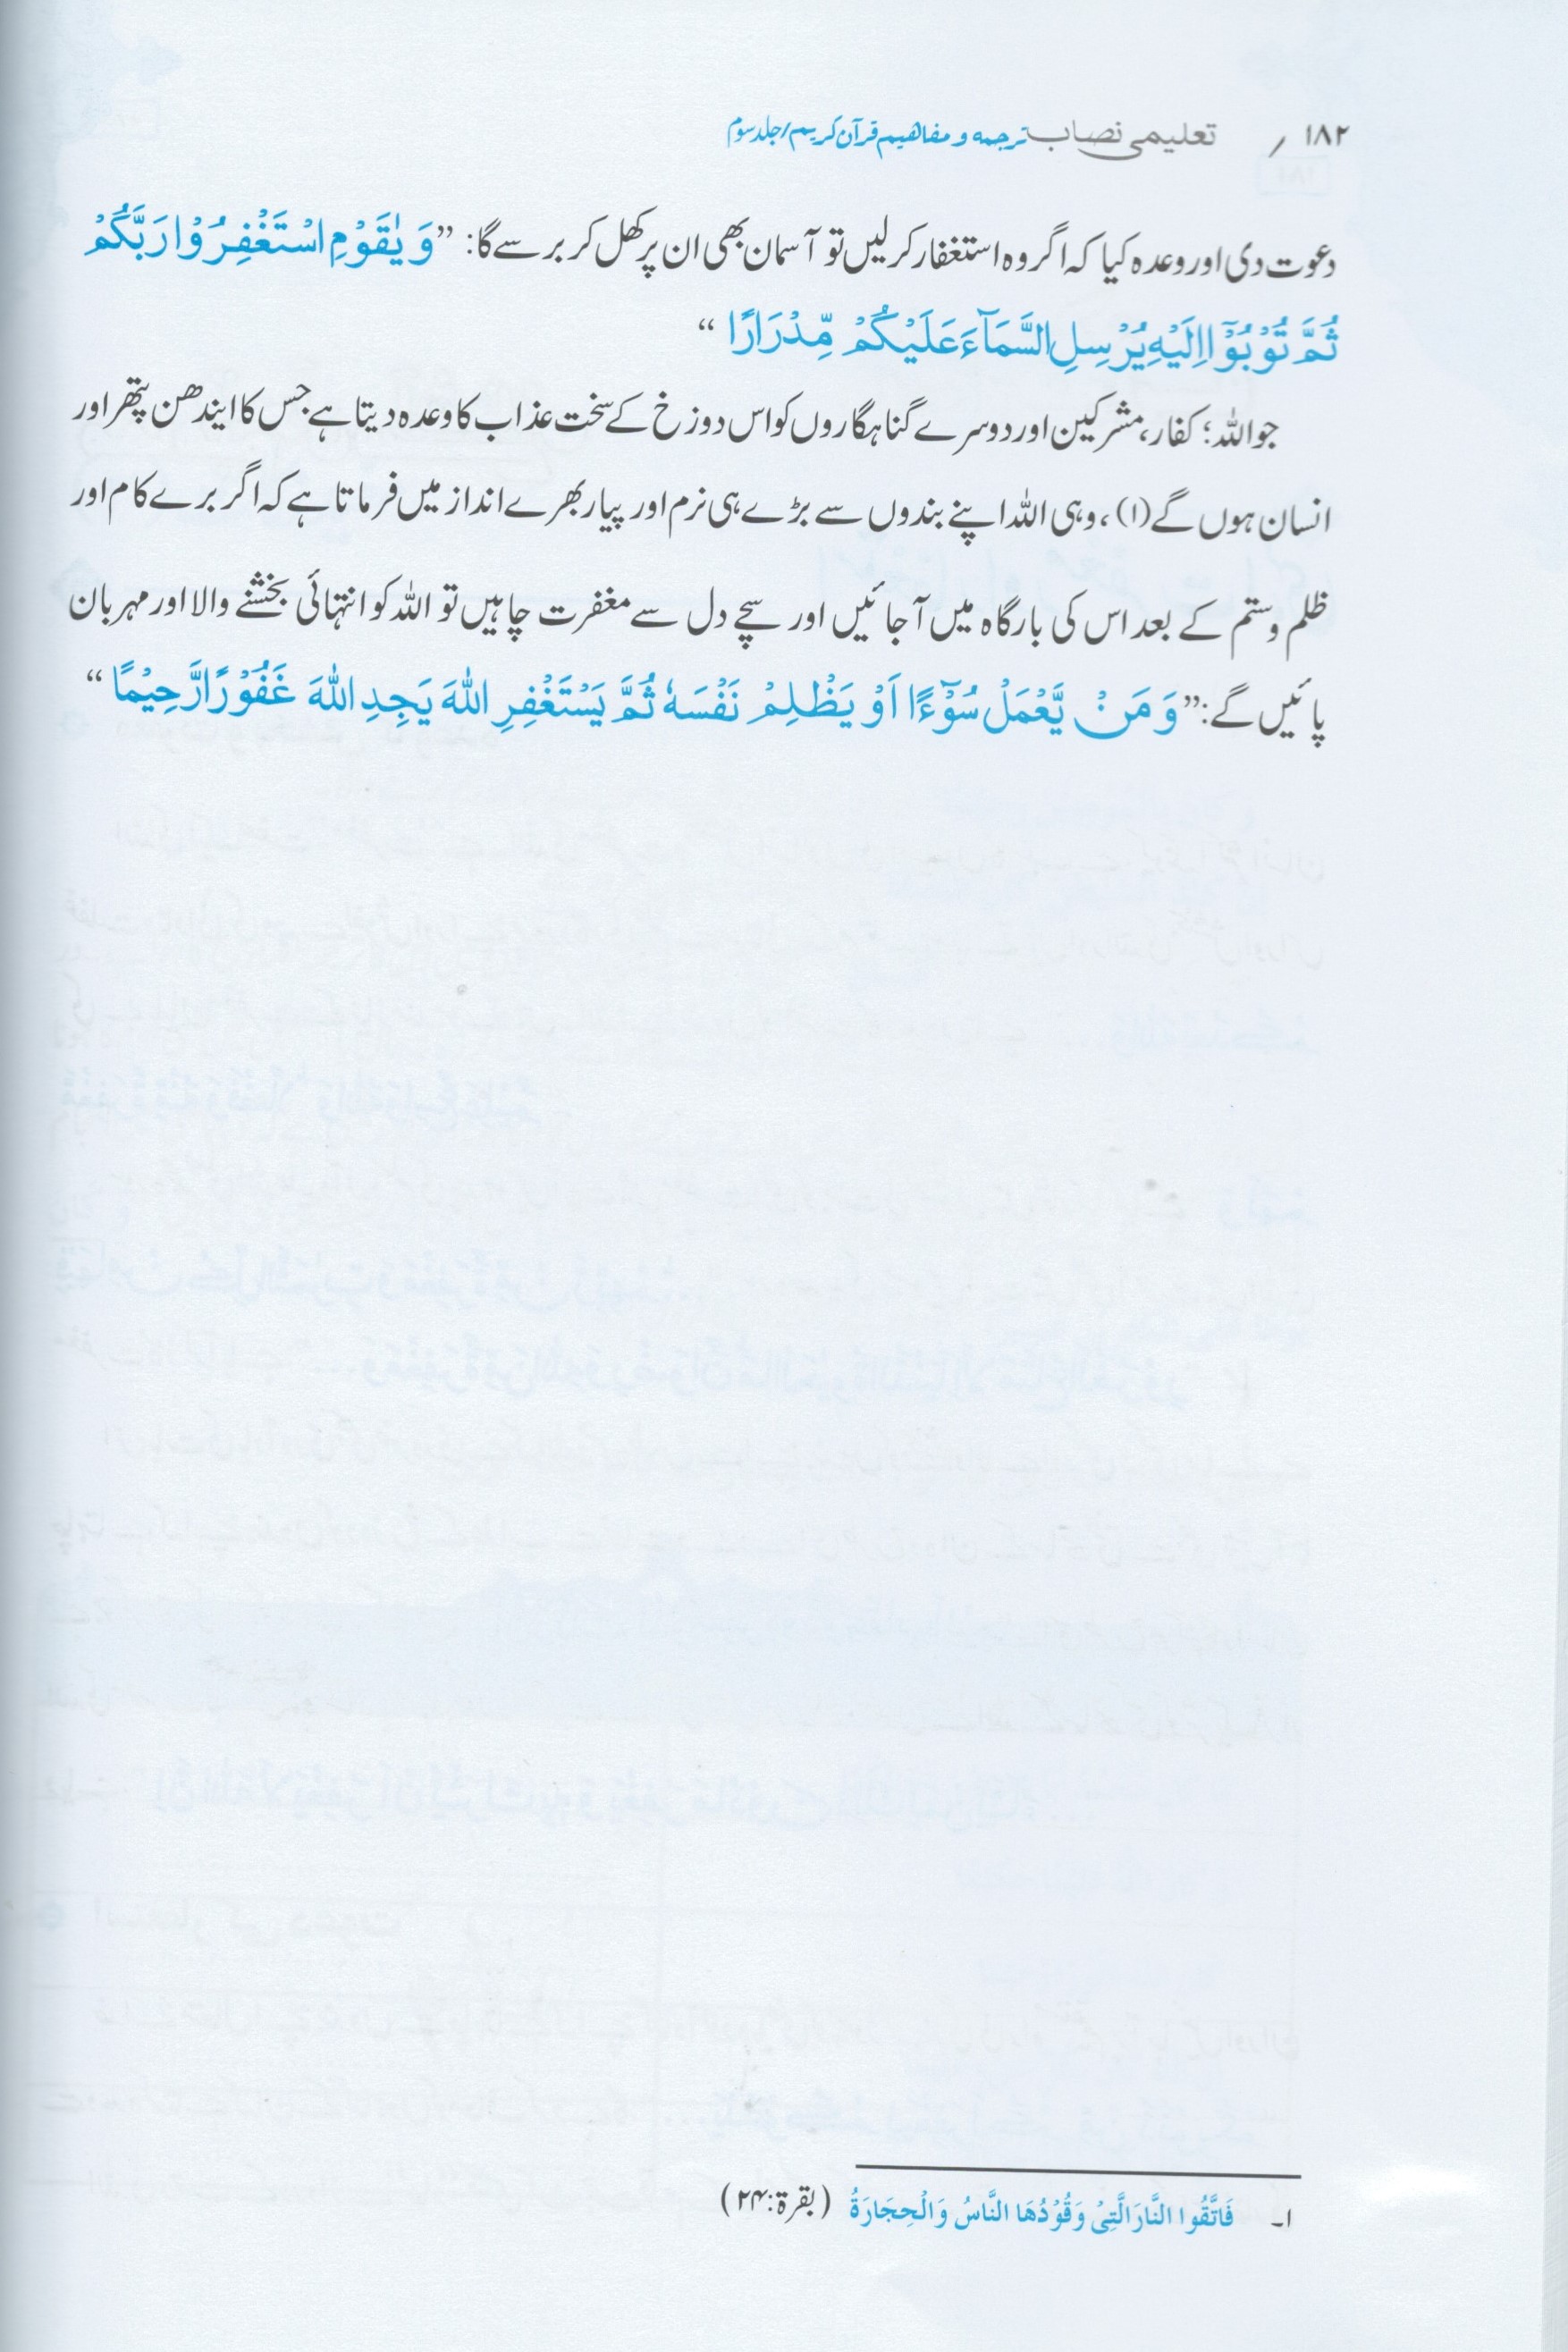 ۱۸۲ / تعلیمی نصاب ترجمه و مفاهیم قرآن کریم/جلد سوم
دعوت دی اور وعدہ کیا کہ اگر وہ استغفار کرلیں تو آسمان بھی ان پر کھل کر برسے گا: ”وَ یٰقَوْمِ اسْتَغْفِرُوْا رَبَّكُمْ
ثُمَّ تُوْبُوْٓا اِلَیْهِ یُرْسِلِ السَّمَآءَ عَلَیْكُمْ مِّدْرَارًا“
جو اللہ؛ کفار، مشرکین اور دوسرے گناہگاروں کو اس دوزخ کے سخت عذاب کا وعدہ دیتا ہے جس کا ایندھن پتھر اور
انسان ہوں گے(۱)، وہی اللہ اپنے بندوں سے بڑے ہی نرم اور پیار بھرے انداز میں فرماتا ہے کہ اگر برے کام اور
ظلم و ستم کے بعد اس کی بارگاہ میں آجائیں اور سچے دل سے مغفرت چاہیں تو اللہ کو انتہائی بخشنے والا اور مہربان
پائیں گے:”وَ مَنْ یَّعْمَلْ سُوْٓءًا اَوْ یَظْلِمْ نَفْسَهٗ ثُمَّ یَسْتَغْفِرِ اللّٰهَ یَجِدِ اللّٰهَ غَفُوْرًا رَّحِیْمًا“
۱۔ فَاتَّقُوا النَّارَ الَّتِیْ وَقُوْدُهَا النَّاسُ وَالْحِجَارَةُ (بقرۃ:۲۴)